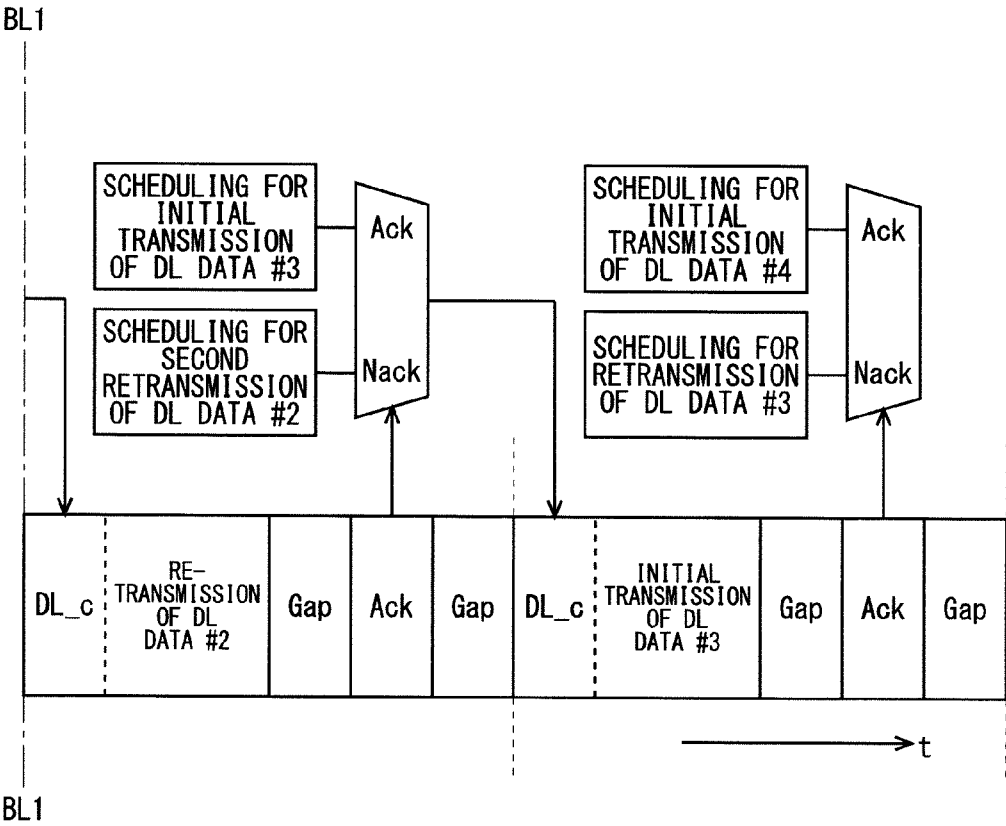 BL1
SCHEDULING FOR
INITIAL
TRANSMISSION
OF DL DATA #3
Ack
SCHEDULING FOR
SECOND
RETRANSMISSION
OF DL DATA #2
Nack
SCHEDULING FOR
INITIAL
TRANSMISSION
OF DL DATA #4
Ack
SCHEDULING FOR
RETRANSMISSION
OF DL DATA #3
Nack
DL_c
RE-
TRANSMISSION
OF DL
DATA #2
Gap
Ack
Gap
DL_c
INITIAL
TRANSMISSION
OF DL
DATA #3
Gap
Ack
Gap
t
BL1